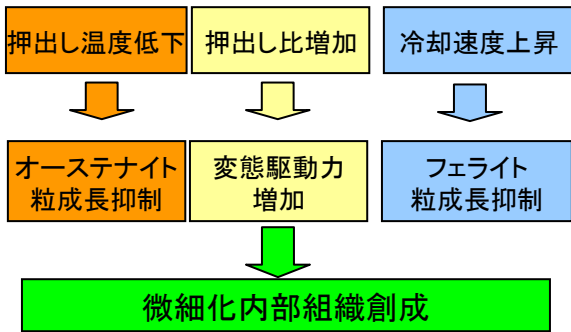 押出し温度低下
押出し比増加
冷却速度上昇
オーステナイト
粒成長抑制
変態駆動力
増加
フェライト
粒成長抑制
微細化内部組織創成